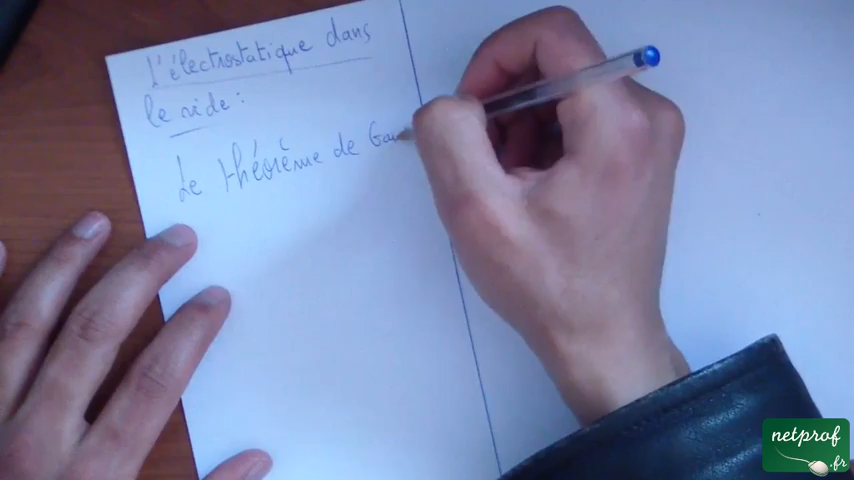 L'électrostatique dans
le vide :
Le théorème de Gau
netprof
.fr